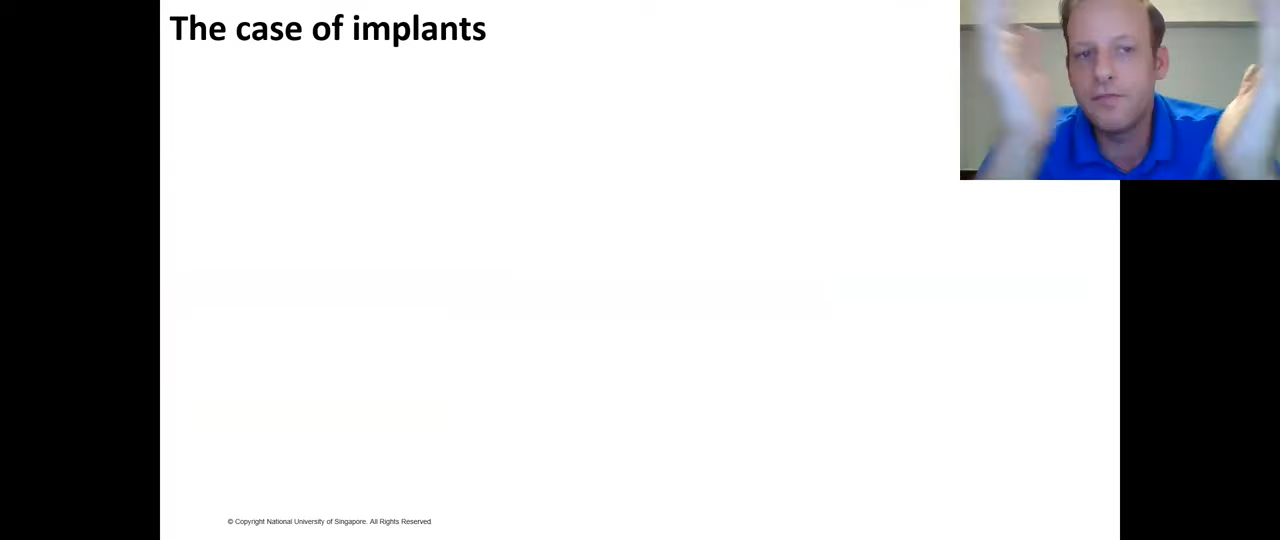 The case of implants
© Copyright National University of Singapore. All Rights Reserved.